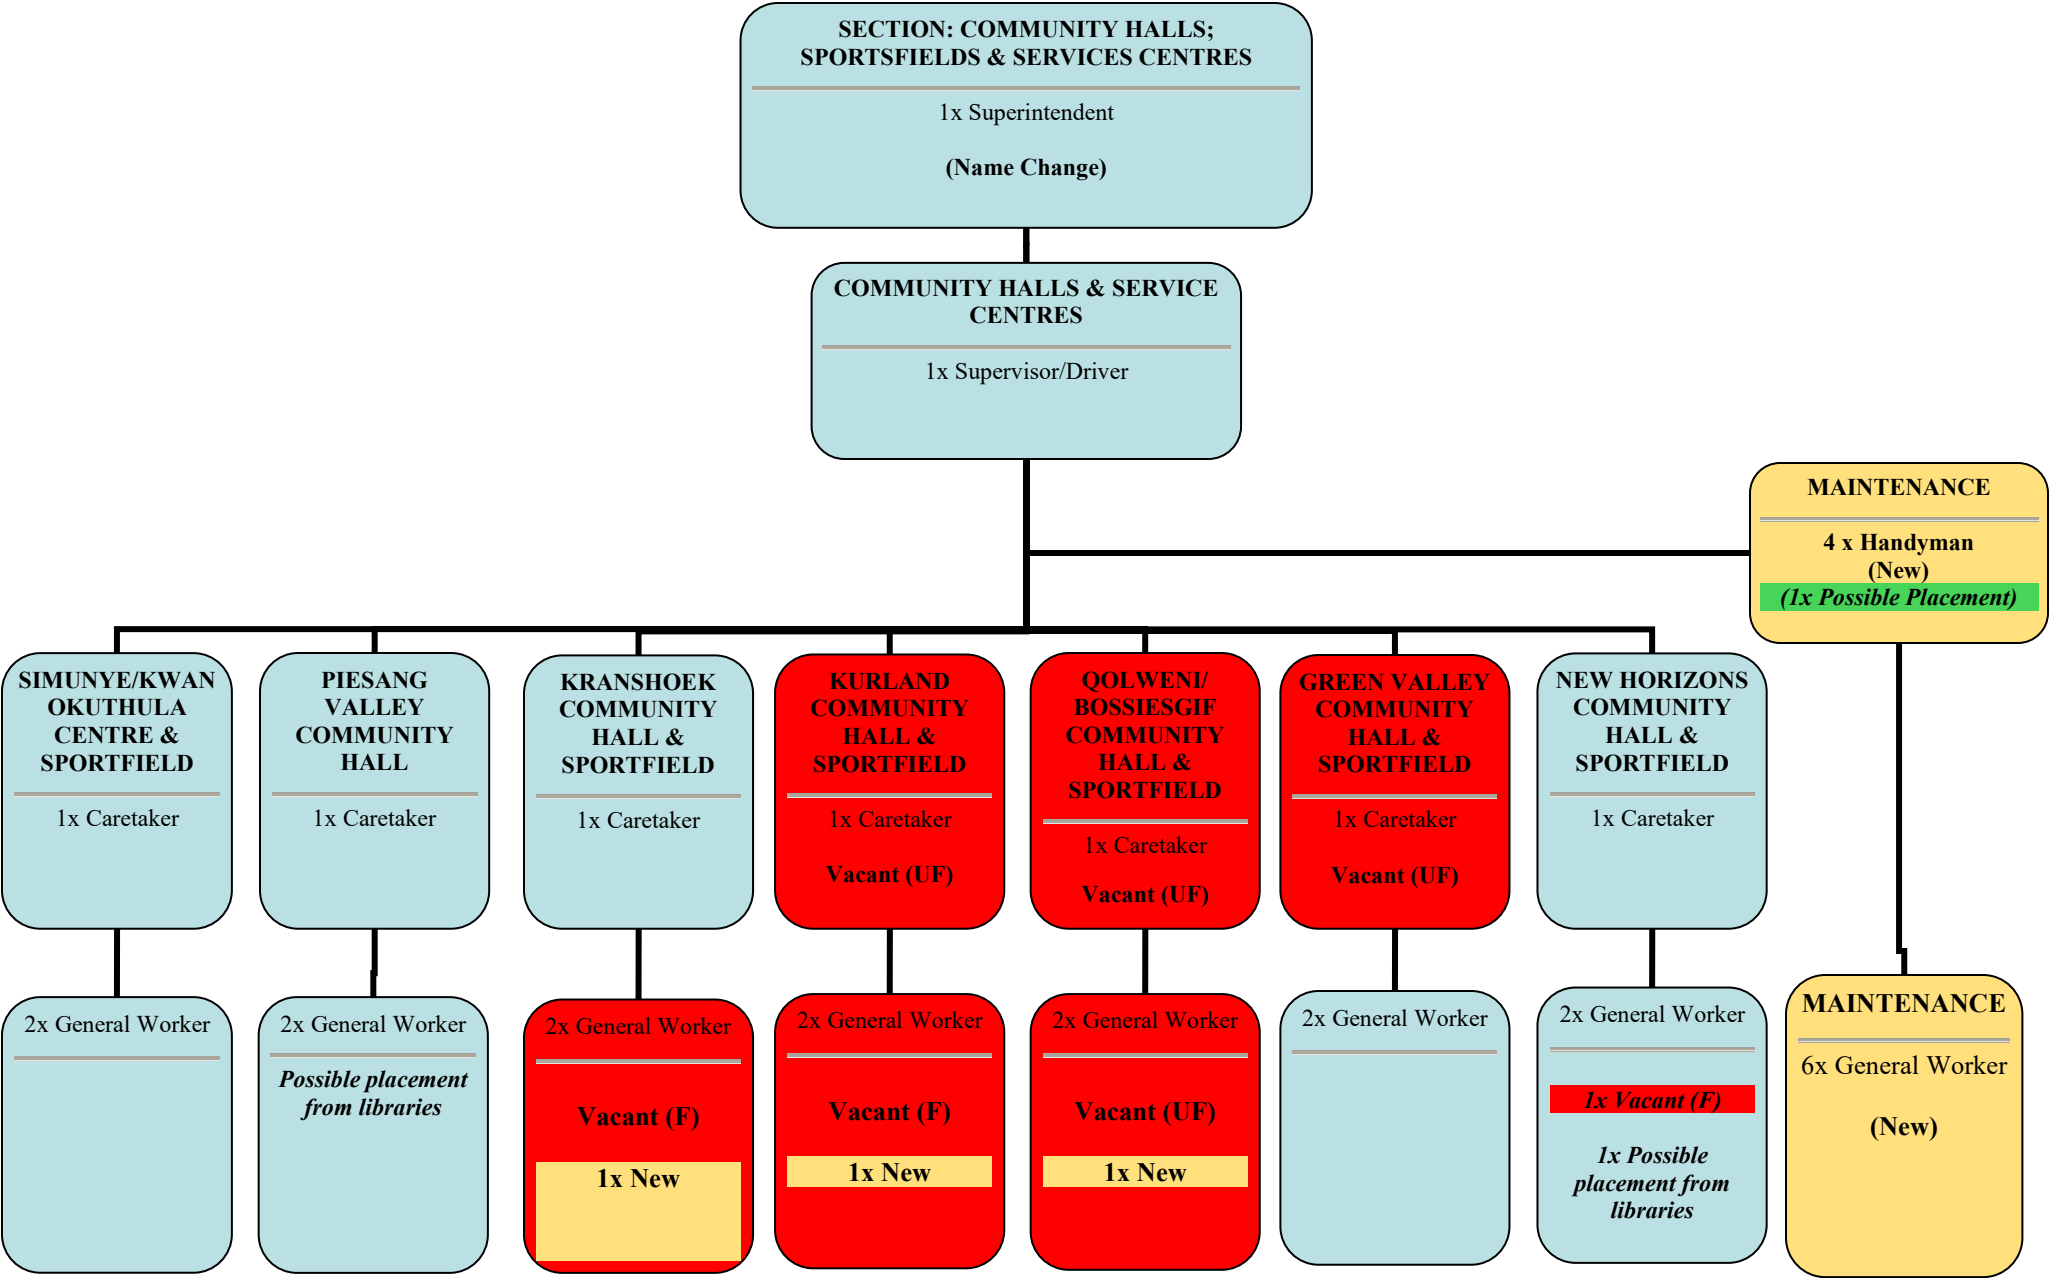 SECTION: COMMUNITY HALLS;
SPORTSFIELDS & SERVICES CENTRES
1x Superintendent
(Name Change)
COMMUNITY HALLS & SERVICE
CENTRES
1x Supervisor/Driver
MAINTENANCE
4 x Handyman
(New)
(1x Possible Placement)
SIMUNYE/KWAN
OKUTHULA
CENTRE &
SPORTFIELD
1x Caretaker
PIESANG
VALLEY
COMMUNITY
HALL
1x Caretaker
KRANSHOEK
COMMUNITY
HALL &
SPORTFIELD
1x Caretaker
KURLAND
COMMUNITY
HALL &
SPORTFIELD
1x Caretaker
Vacant (UF)
QOLWENI/
BOSSIESGIF
COMMUNITY
HALL &
SPORTFIELD
1x Caretaker
Vacant (UF)
GREEN VALLEY
COMMUNITY
HALL &
SPORTFIELD
1x Caretaker
Vacant (UF)
NEW HORIZONS
COMMUNITY
HALL &
SPORTFIELD
1x Caretaker
2x General Worker
2x General Worker
Possible placement
from libraries
2x General Worker
Vacant (F)
1x New
2x General Worker
Vacant (F)
1x New
2x General Worker
Vacant (UF)
1x New
2x General Worker
2x General Worker
1x Vacant (F)
1x Possible
placement from
libraries
MAINTENANCE
6x General Worker
(New)